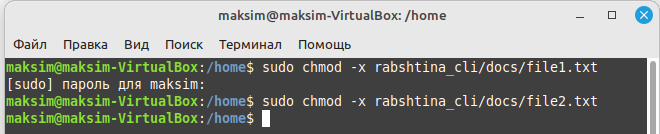 maksim@maksim-VirtualBox: /home
Файл Правка Вид Поиск Терминал Помощь
maksim@maksim-VirtualBox:/home$ sudo chmod -x rabshtina_cli/docs/file1.txt
[sudo] пароль для maksim:
maksim@maksim-VirtualBox:/home$ sudo chmod -x rabshtina_cli/docs/file2.txt
maksim@maksim-VirtualBox:/home$